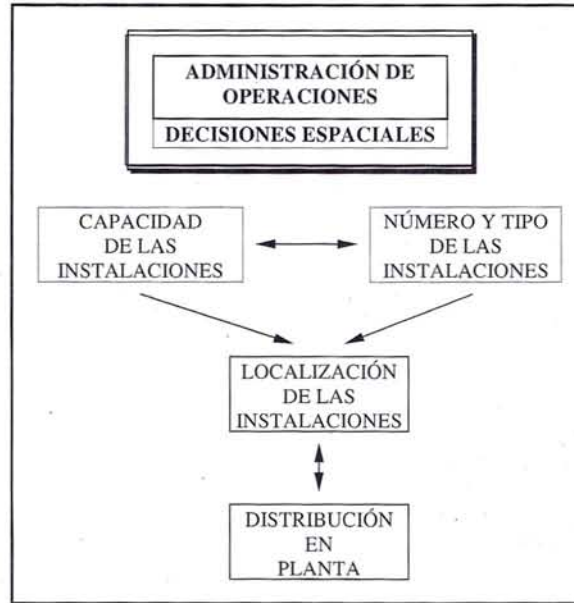 ADMINISTRACIÓN DE
OPERACIONES
DECISIONES ESPACIALES
CAPACIDAD
DE LAS
INSTALACIONES
NÚMERO Y TIPO
DE LAS
INSTALACIONES
LOCALIZACIÓN
DE LAS
INSTALACIONES
DISTRIBUCIÓN
EN
PLANTA